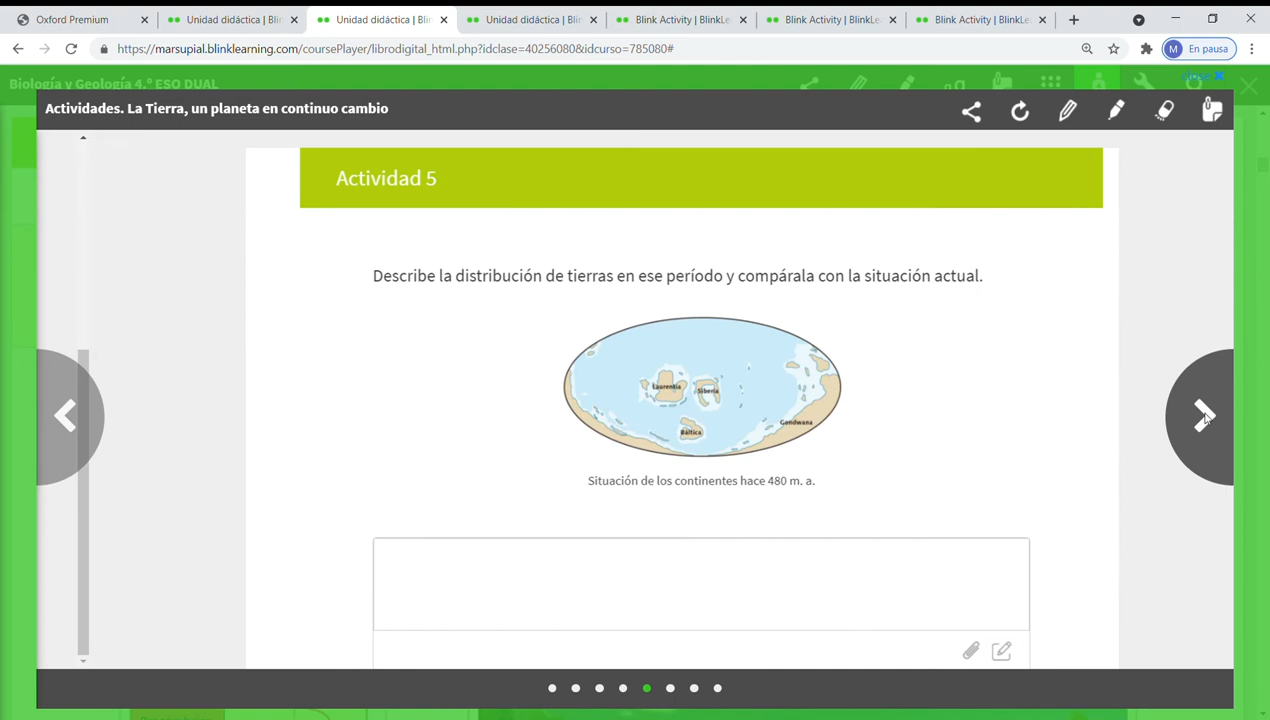 Oxford Premium
Unidad didáctica | Blin
Unidad didáctica | Blin
Unidad didáctica | Blin
Blink Activity | BlinkLe
Blink Activity | BlinkLe
Blink Activity | BlinkLe
https://marsupial.blinklearning.com/coursePlayer/librodigital_html.php?idclase=40256080&idcurso=785080#
M En pausa
Biología y Geología 4.º ESO DUAL
close
Actividades. La Tierra, un planeta en continuo cambio
Actividad 5
Describe la distribución de tierras en ese período y compárala con la situación actual.
Laurentia
Siberia
Báltica
Gondwana
Situación de los continentes hace 480 m. a.